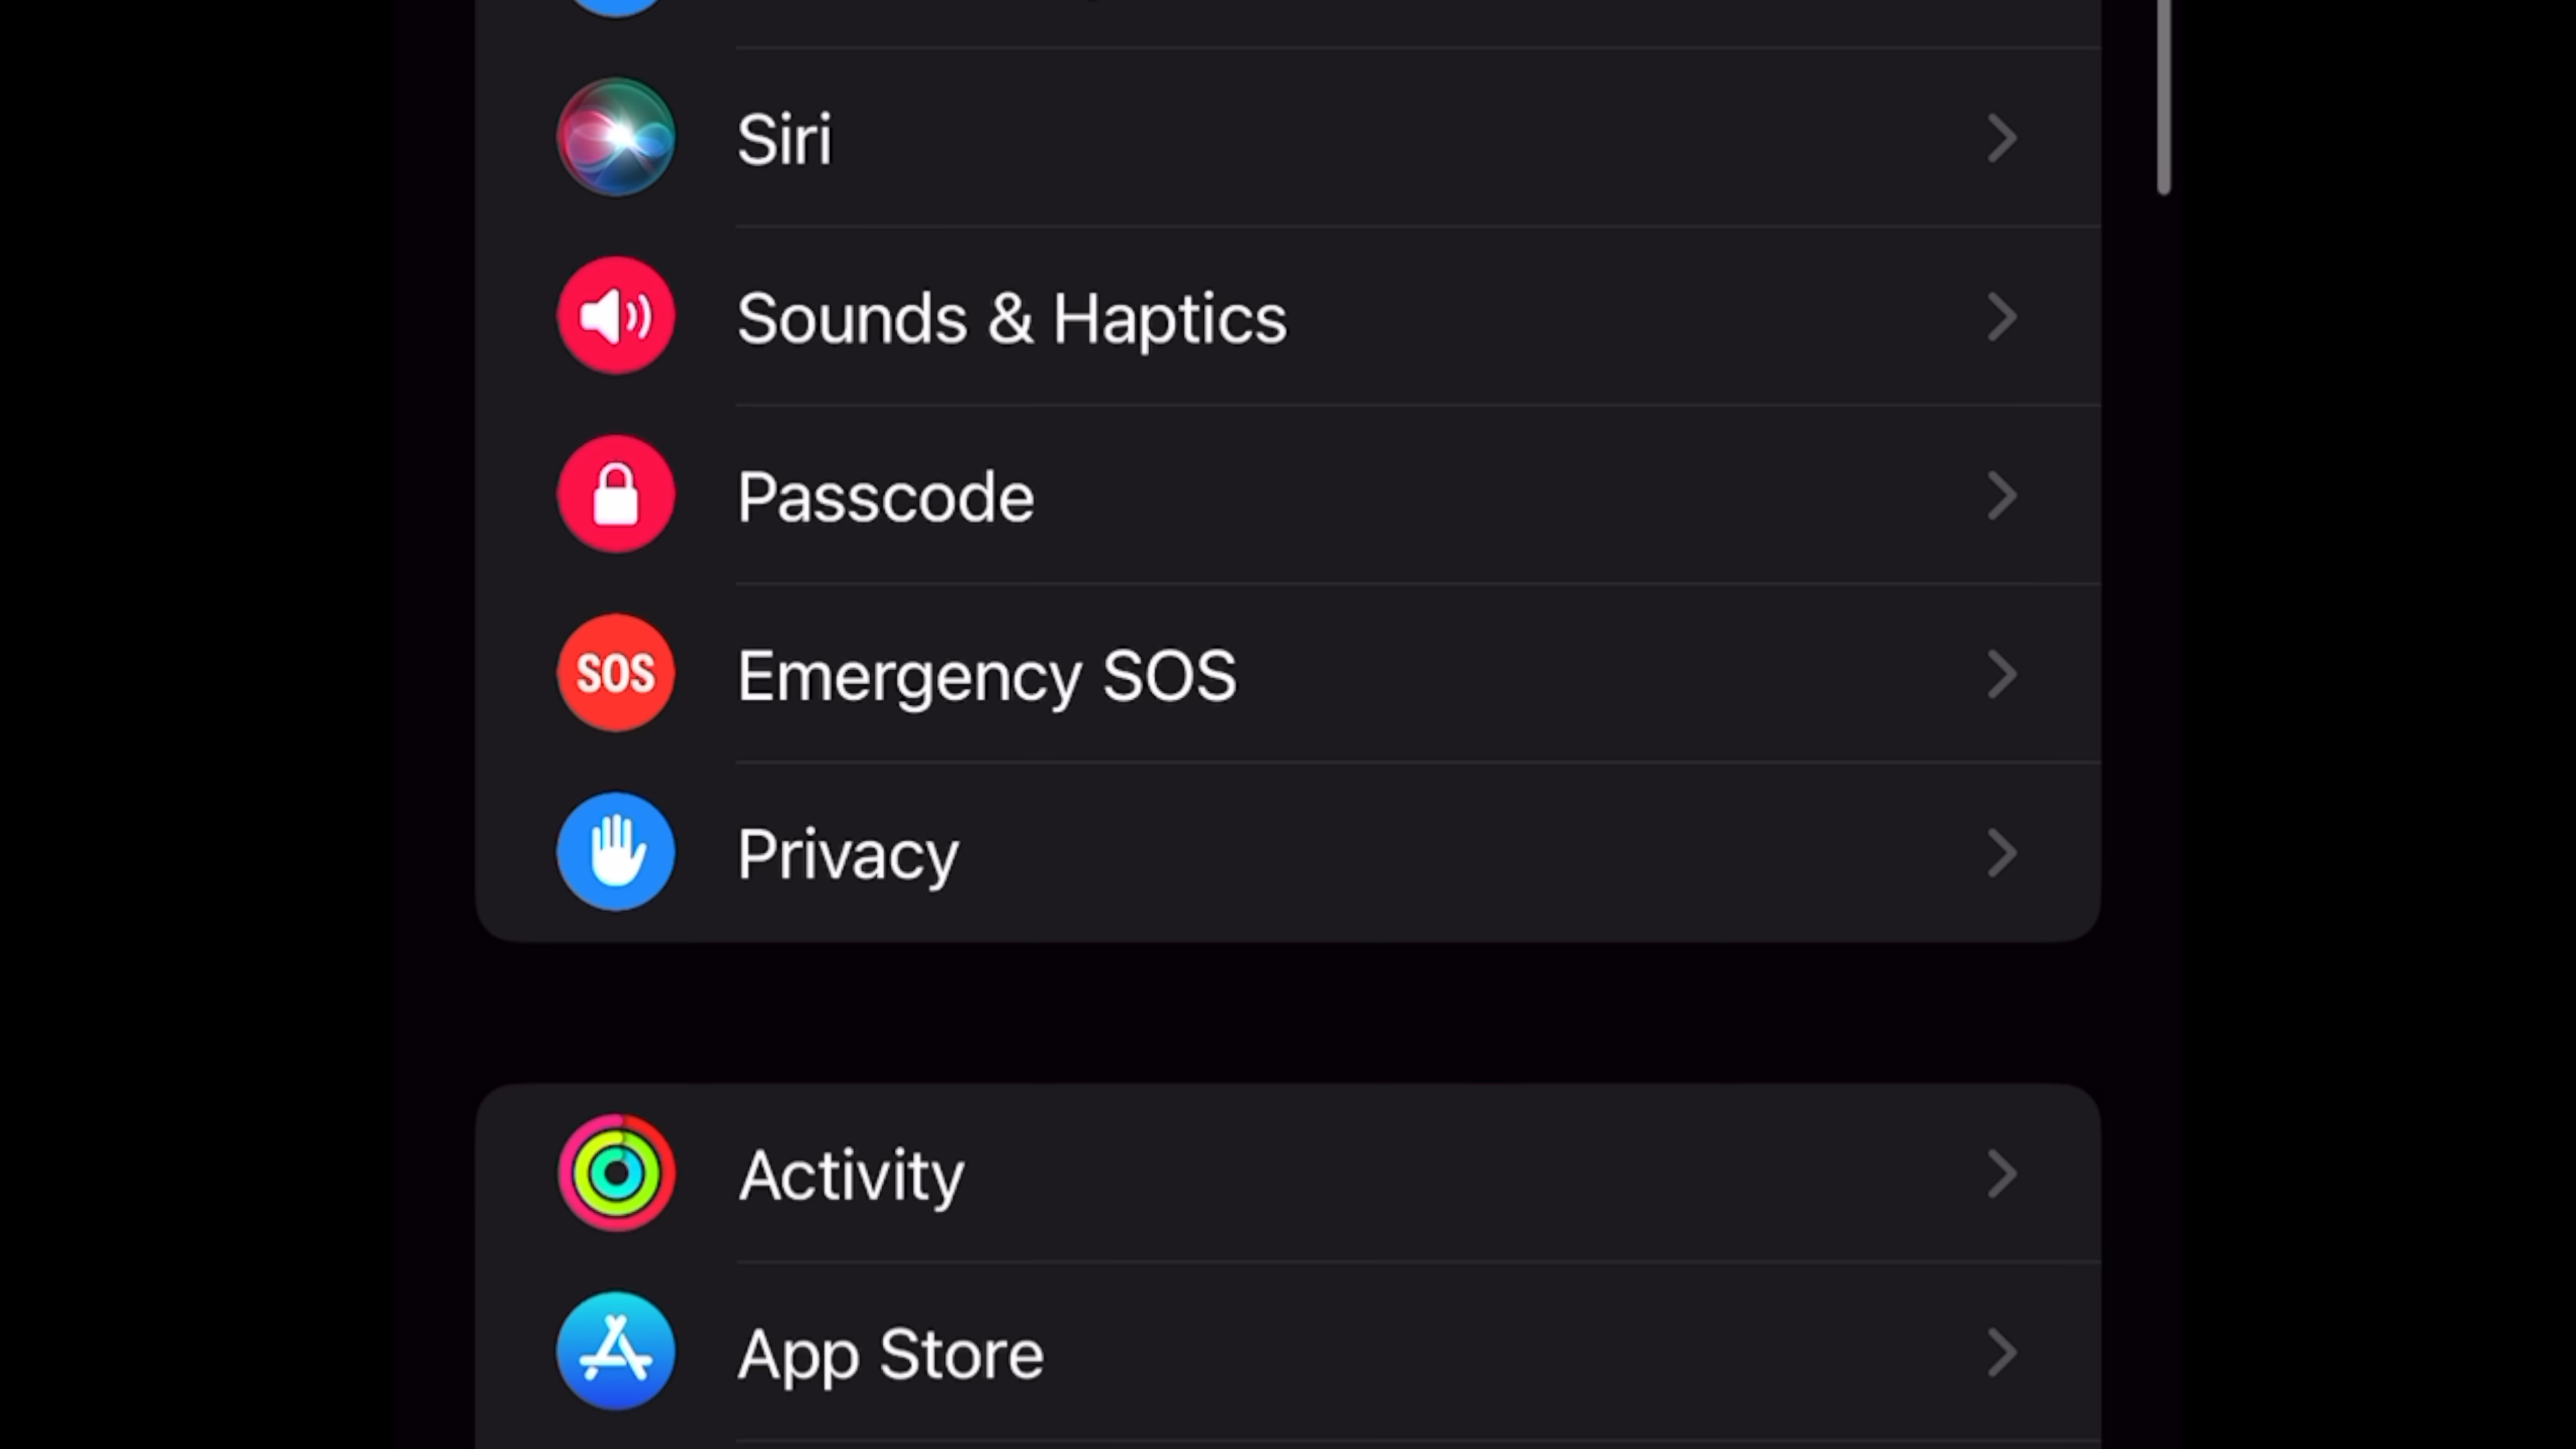 Siri
Sounds & Haptics
Passcode
SOS
Emergency SOS
Privacy
Activity
App Store